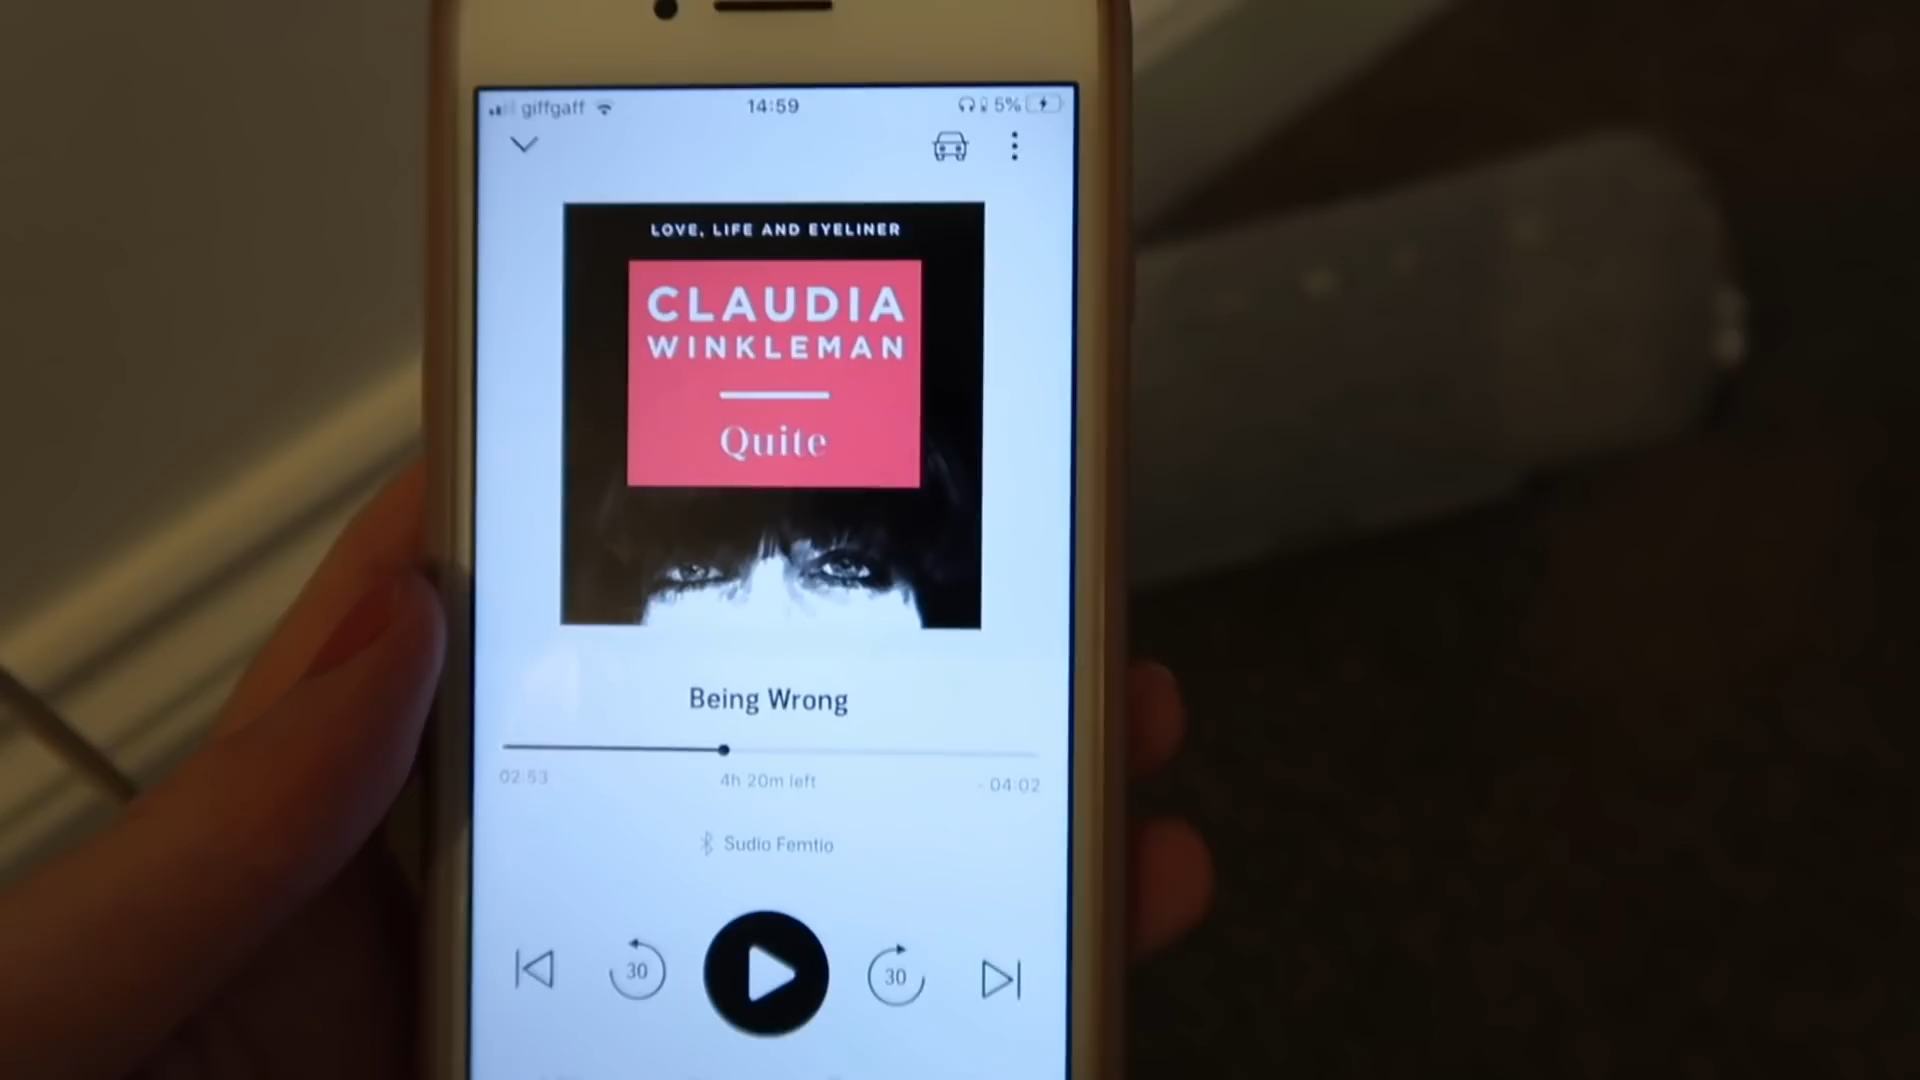 giffgaff 14:59 5%
LOVE, LIFE AND EYELINER
CLAUDIA
WINKLEMAN
Quite
Being Wrong
02:53 4h 20m left - 04:02
Sudio Femtio
30 30